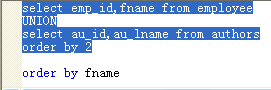 select emp_id,fname from employee
UNION
select au_id,au_lname from authors
order by 2
order by fname